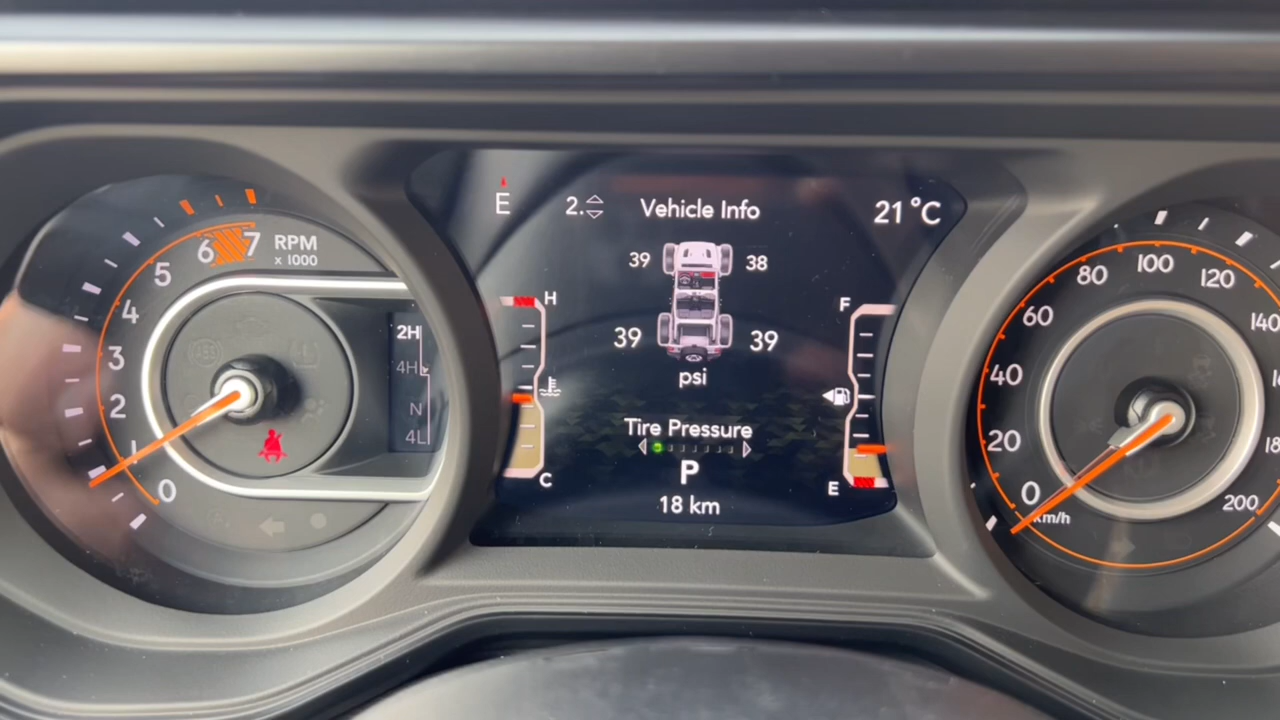 E
2.
Vehicle Info
21°C
39
38
39
39
psi
Tire Pressure
P
18 km
H
C
F
E
0
1
2
3
4
5
6
7
RPM
x 1000
2H
4H
N
4L
0
20
40
60
80
100
120
140
200
km/h